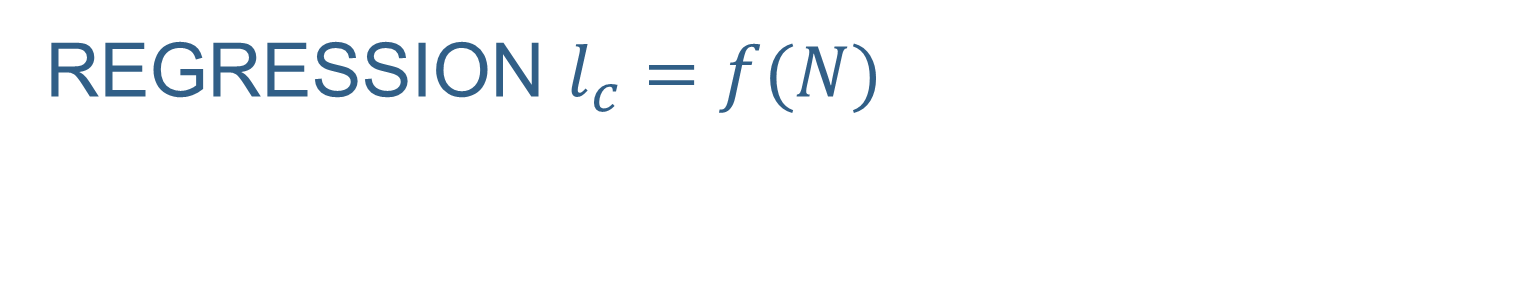 REGRESSION $l_c = f(N)$